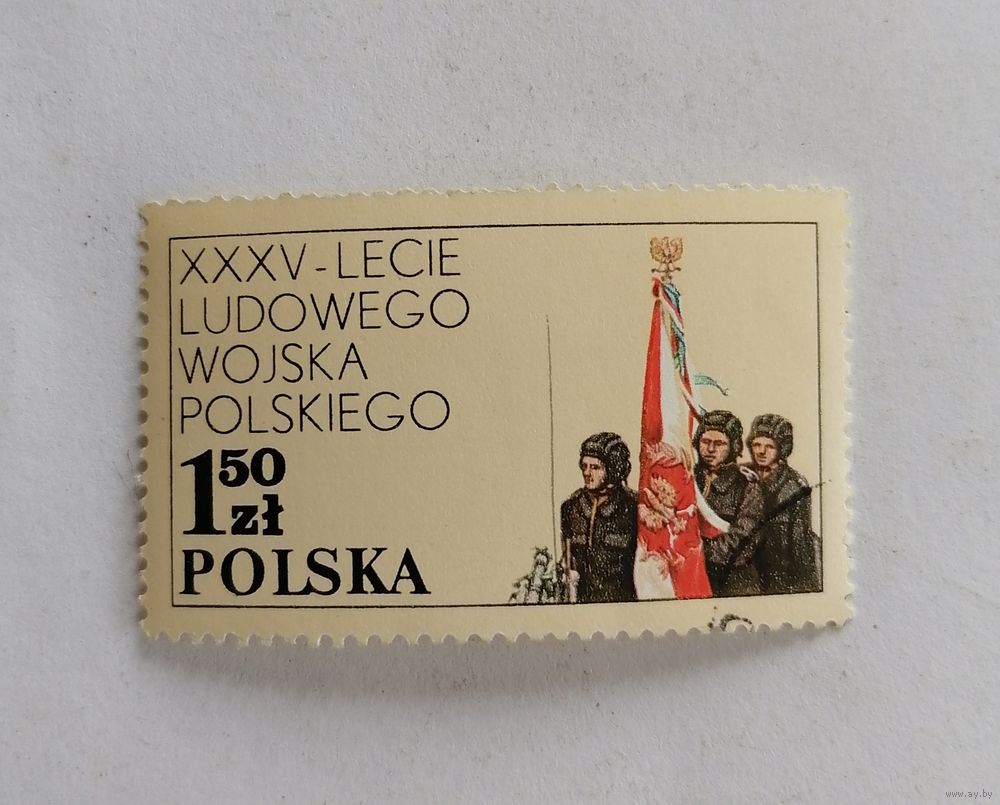 XXXV-LECIE
LUDOWEGO
WOJSKA
POLSKIEGO
1 50 zł
POLSKA
www.ay.by